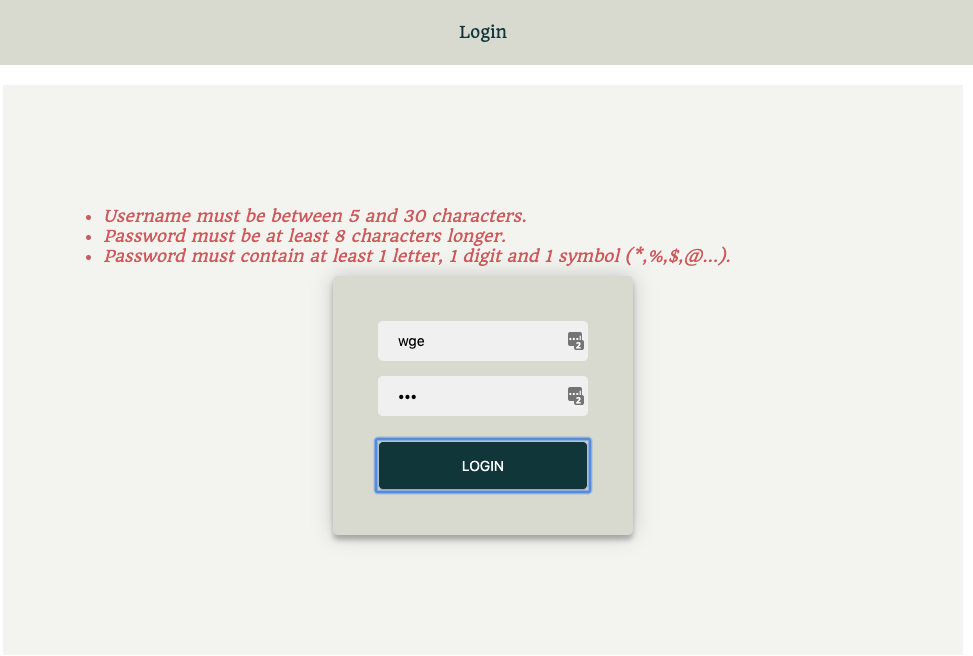 Login
Username must be between 5 and 30 characters.
Password must be at least 8 characters longer.
Password must contain at least 1 letter, 1 digit and 1 symbol (*,%,$,@...).
wge
•••
LOGIN